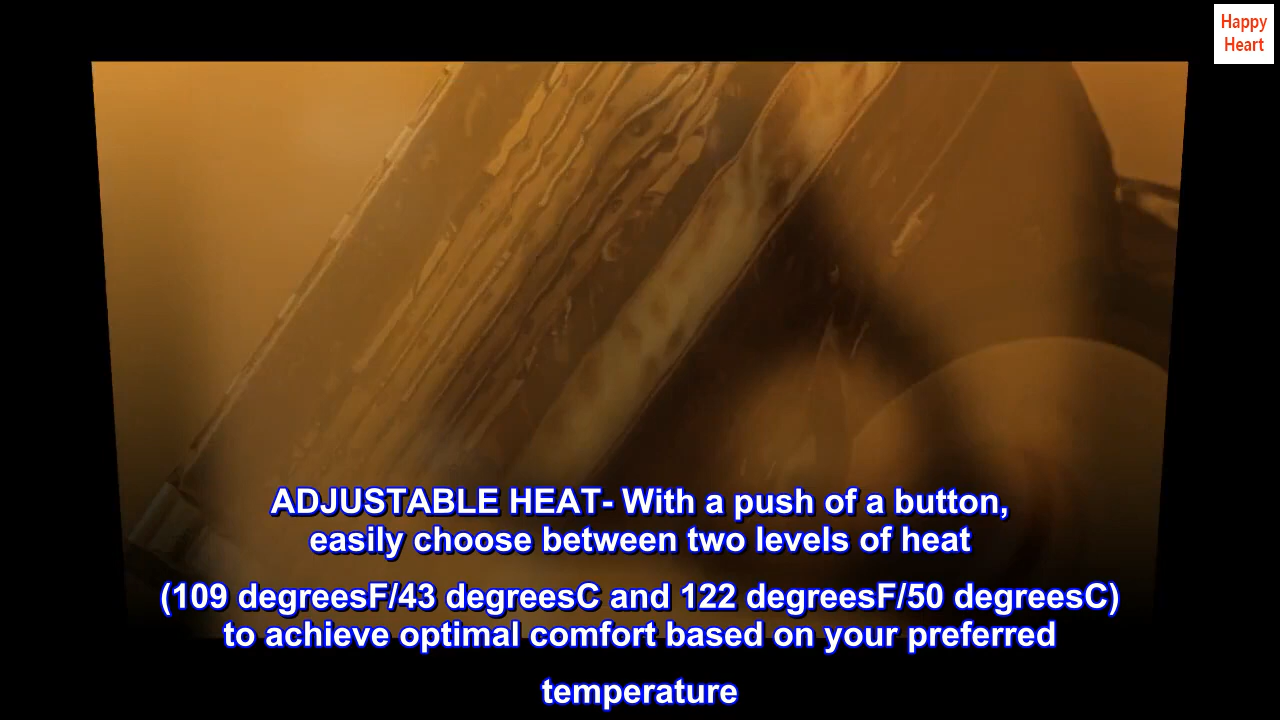 Happy
Heart
ADJUSTABLE HEAT- With a push of a button,
easily choose between two levels of heat
(109 degreesF/43 degreesC and 122 degreesF/50 degreesC)
to achieve optimal comfort based on your preferred
temperature